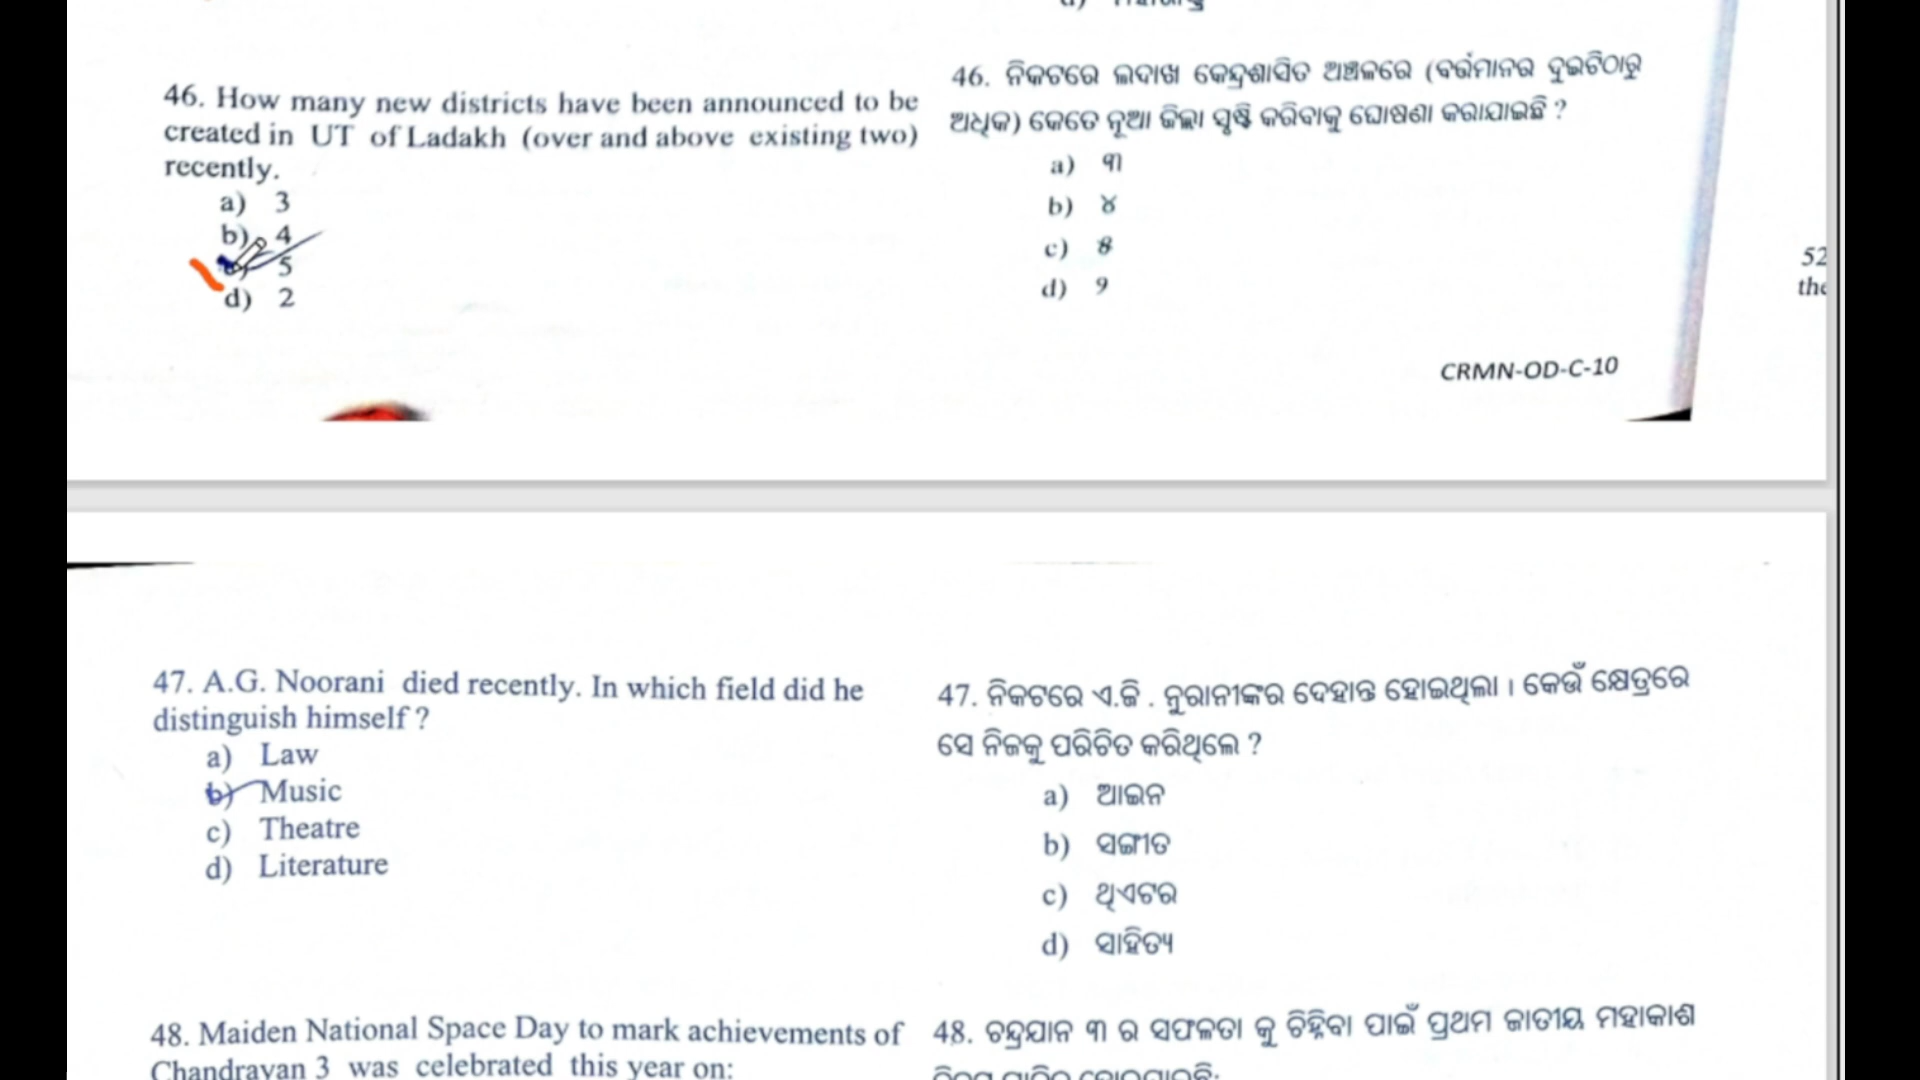 46. How many new districts have been announced to be
created in UT of Ladakh (over and above existing two)
recently.
a) 3
b) 4
5
d) 2
46. ନିକଟରେ ଲଦାଖ କେନ୍ଦ୍ରଶାସିତ ଅଞ୍ଚଳରେ (ବର୍ତ୍ତମାନର ଦୁଇଟିଠାରୁ
ଅଧିକ) କେତେ ନୂଆ ଜିଲ୍ଲା ସୃଷ୍ଟି କରିବାକୁ ଘୋଷଣା କରାଯାଇଛି ?
a) ୩
b) ୪
c) ୫
d) ୨
52
the
CRMN-OD-C-10
47. A.G. Noorani died recently. In which field did he
distinguish himself ?
a) Law
b) Music
c) Theatre
d) Literature
47. ନିକଟରେ ଏ.ଜି . ନୁରାନୀଙ୍କର ଦେହାନ୍ତ ହୋଇଥିଲା । କେଉଁ କ୍ଷେତ୍ରରେ
ସେ ନିଜକୁ ପରିଚିତ କରିଥିଲେ ?
a) ଆଇନ
b) ସଙ୍ଗୀତ
c) ଥିଏଟର
d) ସାହିତ୍ୟ
48. Maiden National Space Day to mark achievements of
Chandrayan 3 was celebrated this year on:
48. ଚନ୍ଦ୍ରଯାନ ୩ ର ସଫଳତା କୁ ଚିହ୍ନିବା ପାଇଁ ପ୍ରଥମ ଜାତୀୟ ମହାକାଶ